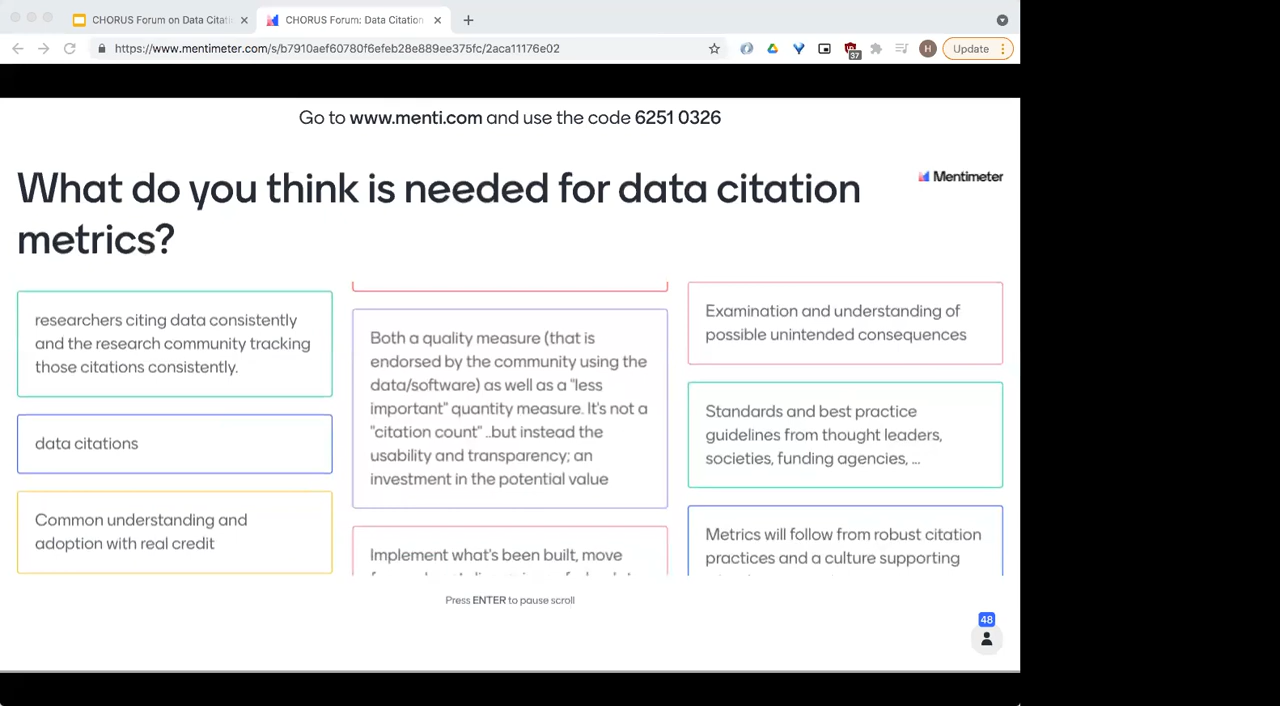 CHORUS Forum on Data Citati
CHORUS Forum: Data Citation
https://www.mentimeter.com/s/b7910aef60780f6efeb28e889ee375fc/2aca11176e02
37
H
Update
Go to www.menti.com and use the code 6251 0326
What do you think is needed for data citation
metrics?
Mentimeter
researchers citing data consistently
and the research community tracking
those citations consistently.
data citations
Common understanding and
adoption with real credit
Both a quality measure (that is
endorsed by the community using the
data/software) as well as a "less
important" quantity measure. It's not a
"citation count" ..but instead the
usability and transparency; an
investment in the potential value
Implement what's been built, move
Examination and understanding of
possible unintended consequences
Standards and best practice
guidelines from thought leaders,
societies, funding agencies, ...
Metrics will follow from robust citation
practices and a culture supporting
Press ENTER to pause scroll
48